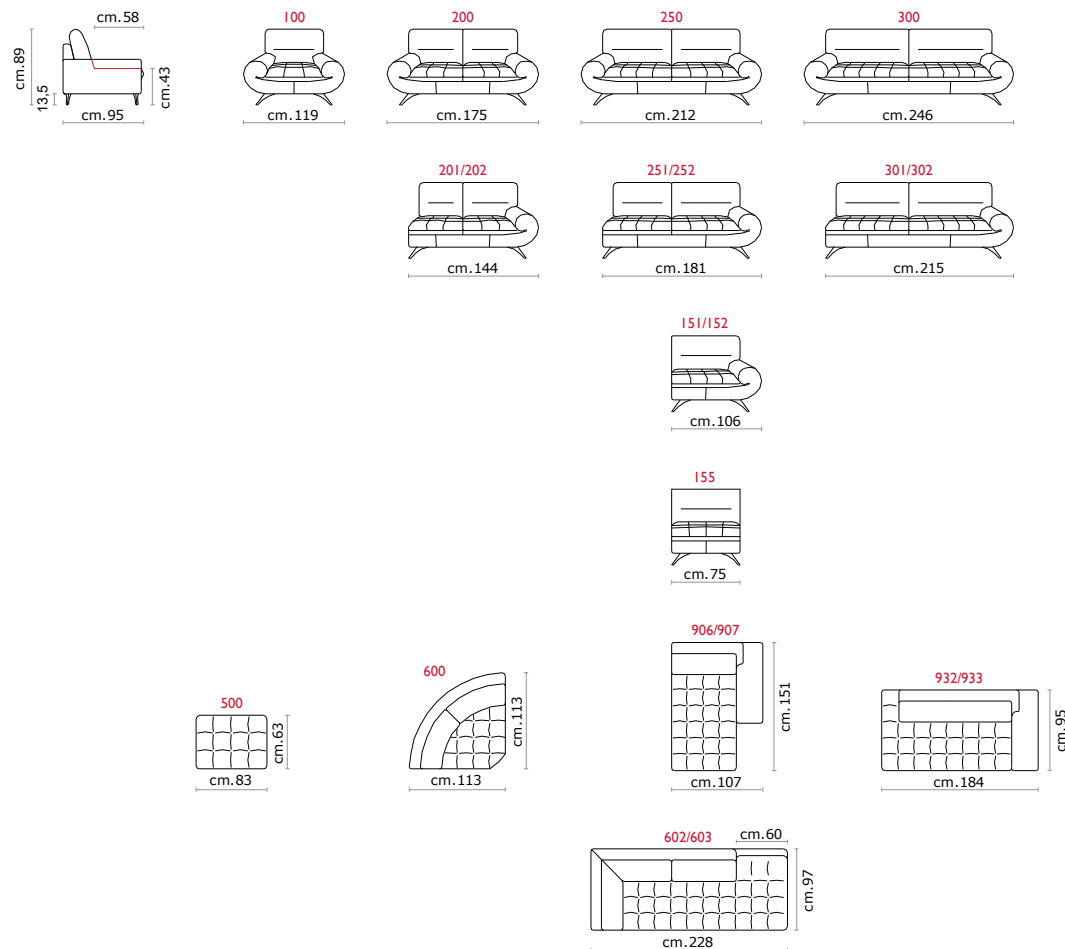 cm.58
cm.89
13,5
cm.43
cm.95
100
cm.119
200
cm.175
250
cm.212
300
cm.246
201/202
cm.144
251/252
cm.181
301/302
cm.215
151/152
cm.106
155
cm.75
500
cm.63
cm.83
600
cm.113
cm.113
906/907
cm.151
cm.107
932/933
cm.95
cm.184
602/603
cm.60
cm.97
cm.228